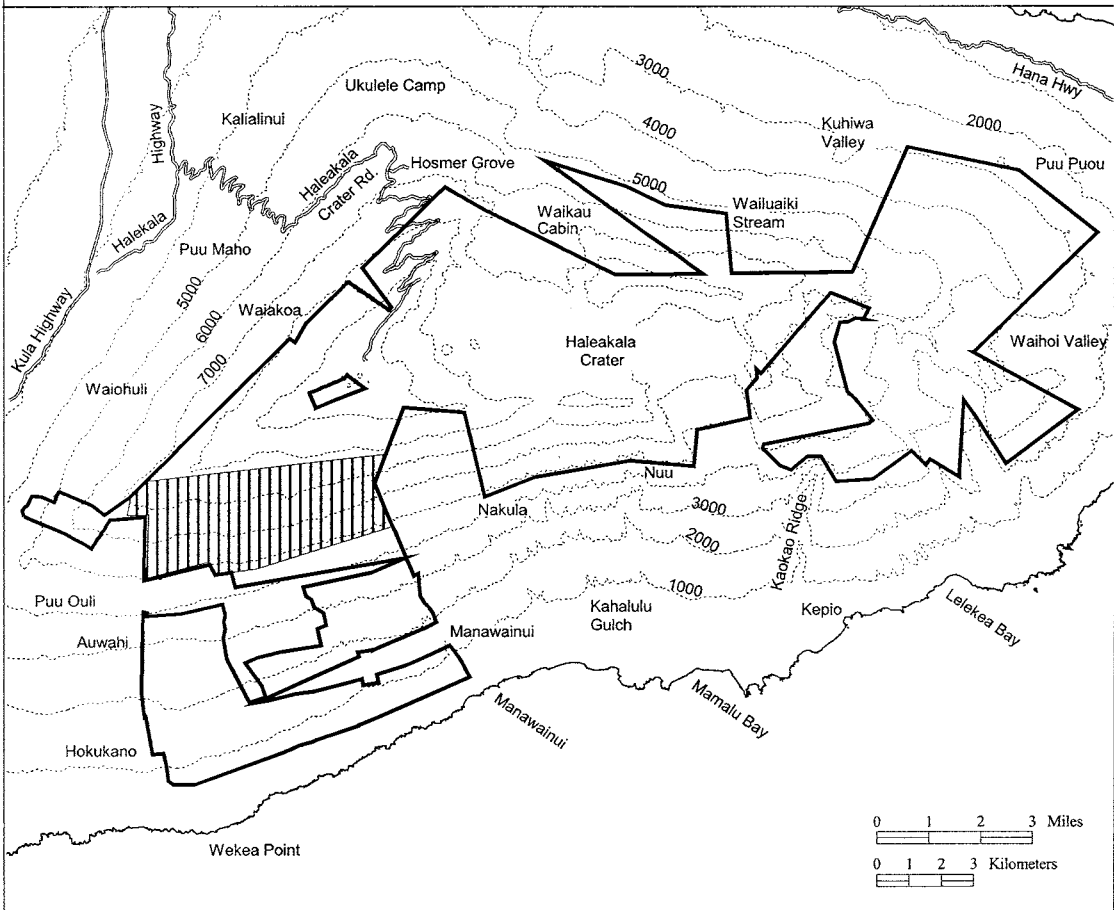 3000
Hana Hwy
Ukulele Camp
Highway
Kalialinui
4000
Kuhiwa
Valley
2000
Puu Puou
Haleakala
Crater Rd.
Hosmer Grove
5000
Waikau
Cabin
Wailuaiki
Stream
Halekala
Puu Maho
5000
6000
Waiakoa
Kula Highway
7000
Haleakala
Crater
Waihoi Valley
Waiohuli
Nuu
Nakula
3000
2000
Kaokao Ridge
1000
Puu Ouli
Kahalulu
Gulch
Kepio
Lelekea Bay
Auwahi
Manawainui
Mamalu Bay
Manawainui
Hokukano
Wekea Point
0 1 2 3 Miles
0 1 2 3 Kilometers